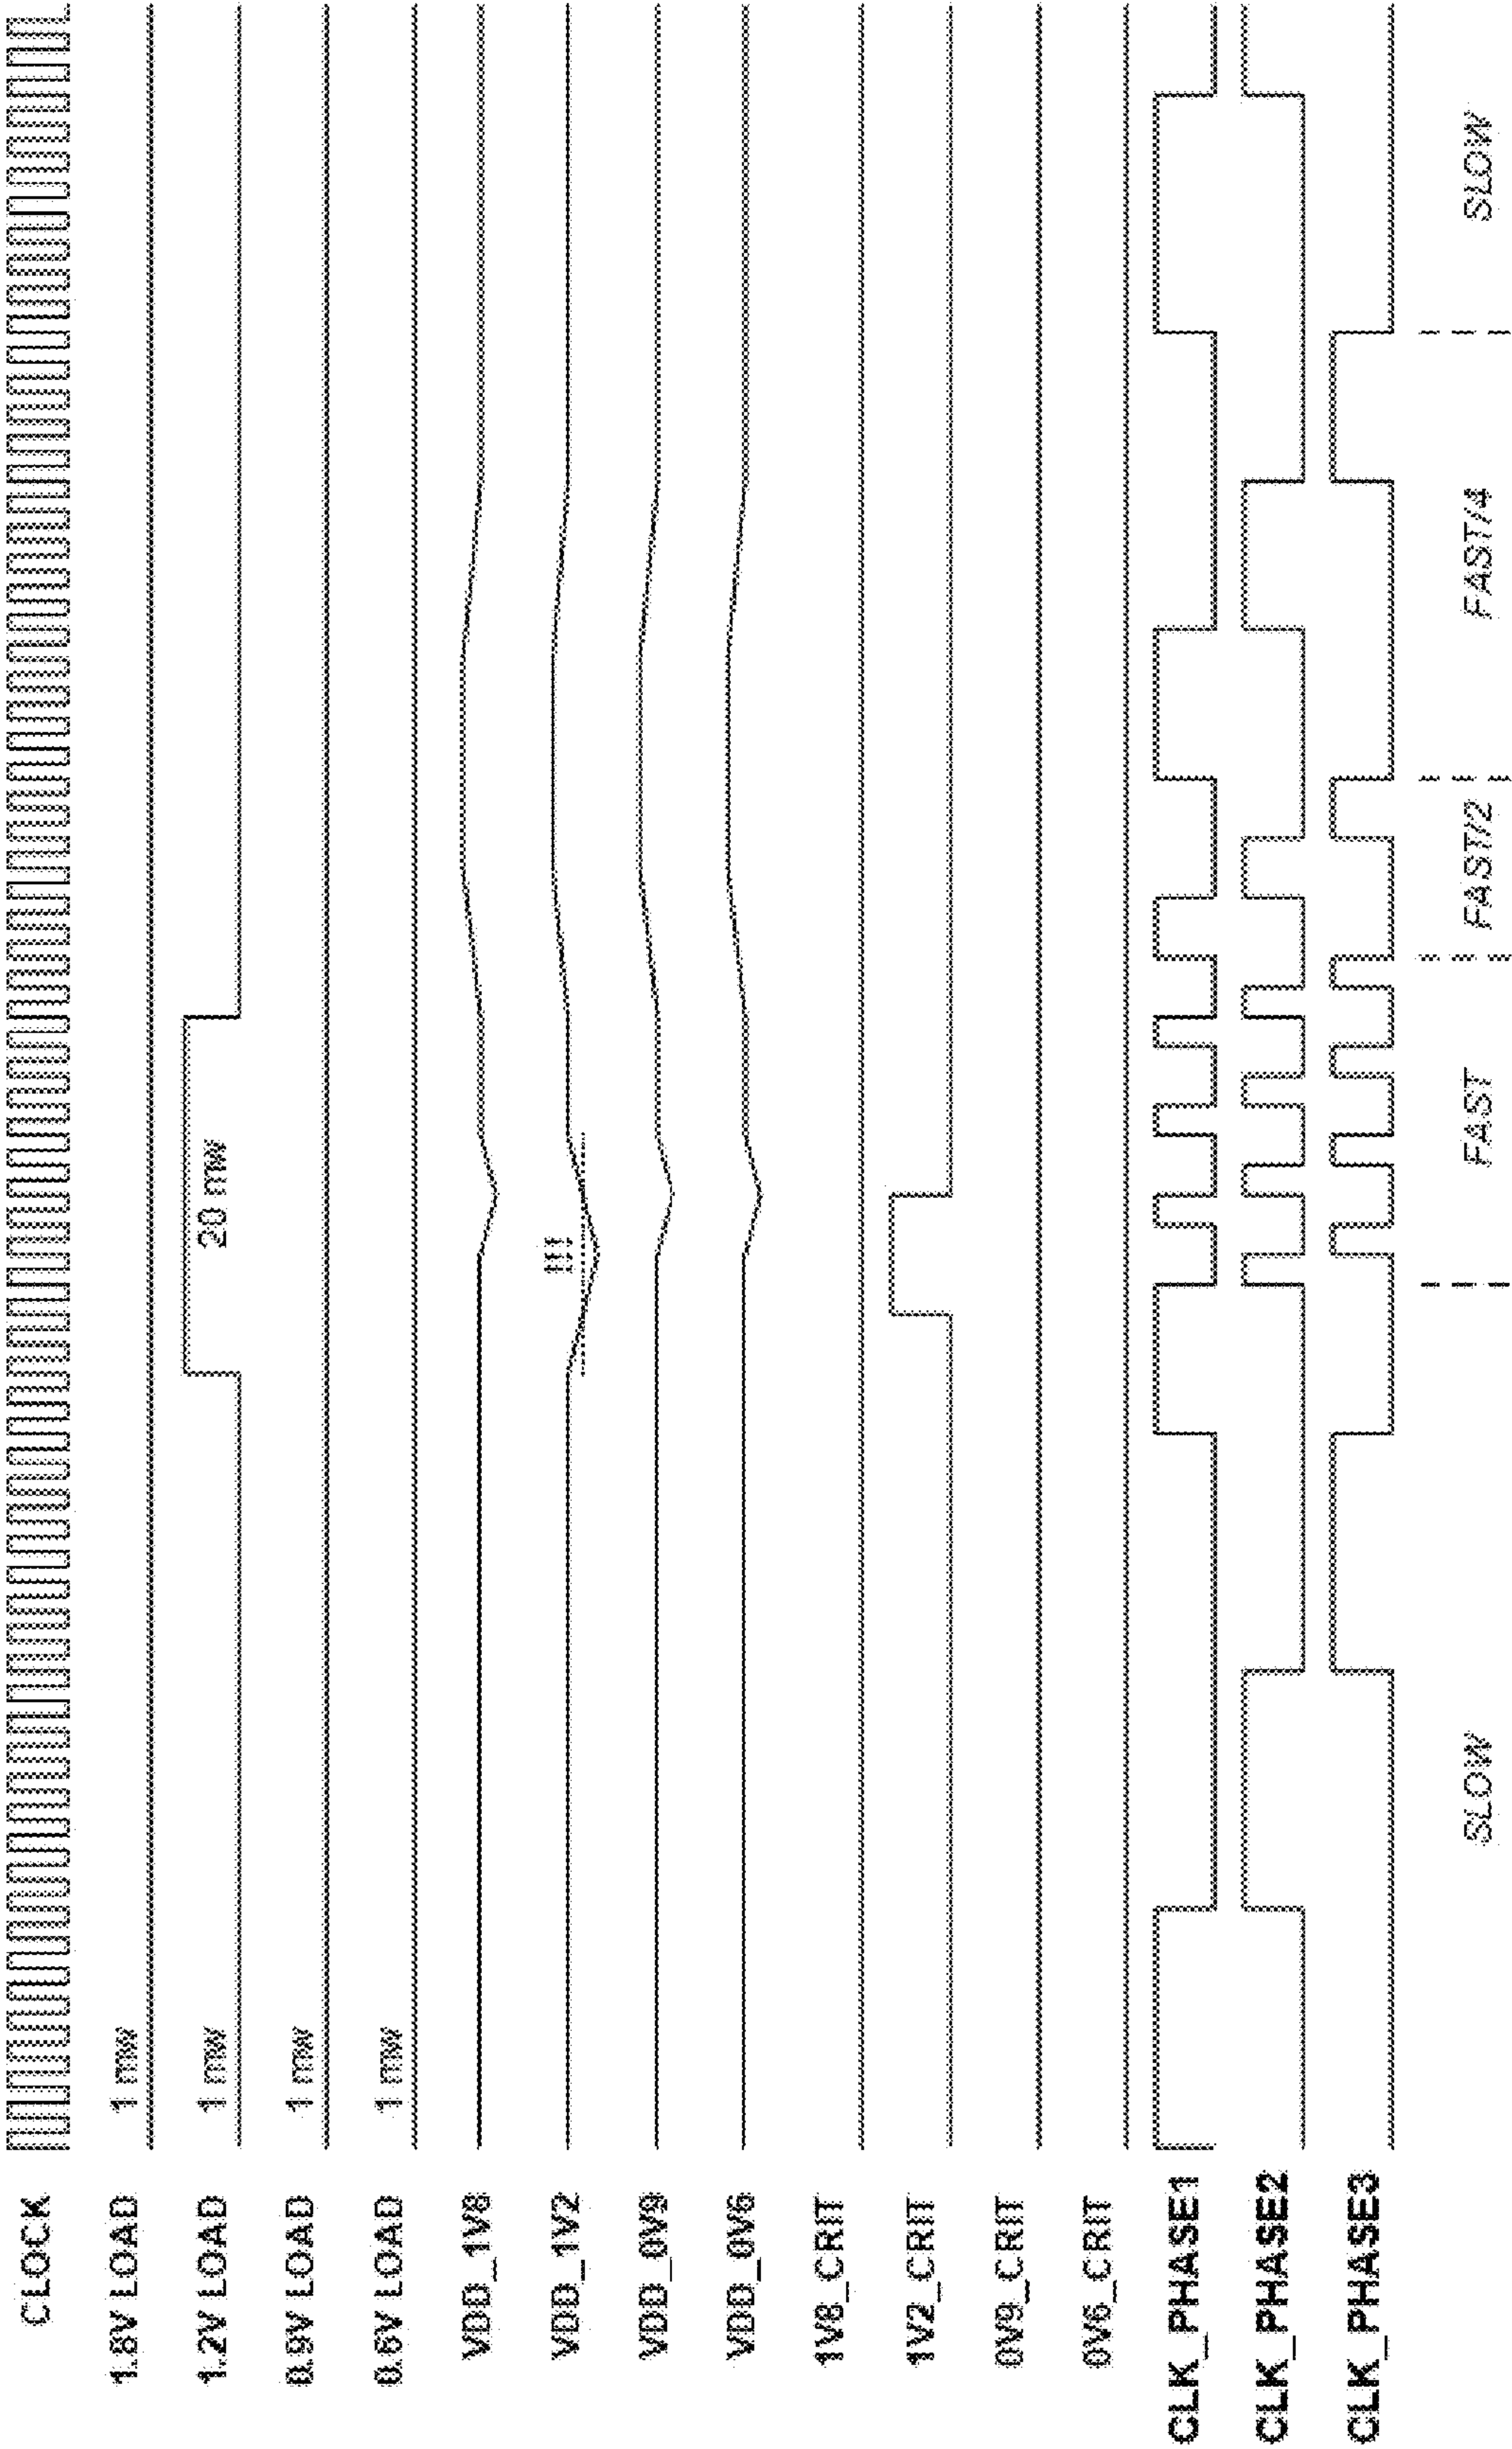 CLOCK
1.8V LOAD 1 mw
1.2V LOAD 1 mw 20 mw
0.9V LOAD 1 mw
0.6V LOAD 1 mw
VDD_1V8
VDD_1V2 !!!
VDD_0V9
VDD_0V6
1V8_CRIT
1V2_CRIT
0V9_CRIT
0V6_CRIT
CLK_PHASE1
CLK_PHASE2
CLK_PHASE3
SLOW FAST FAST/2 FAST/4 SLOW